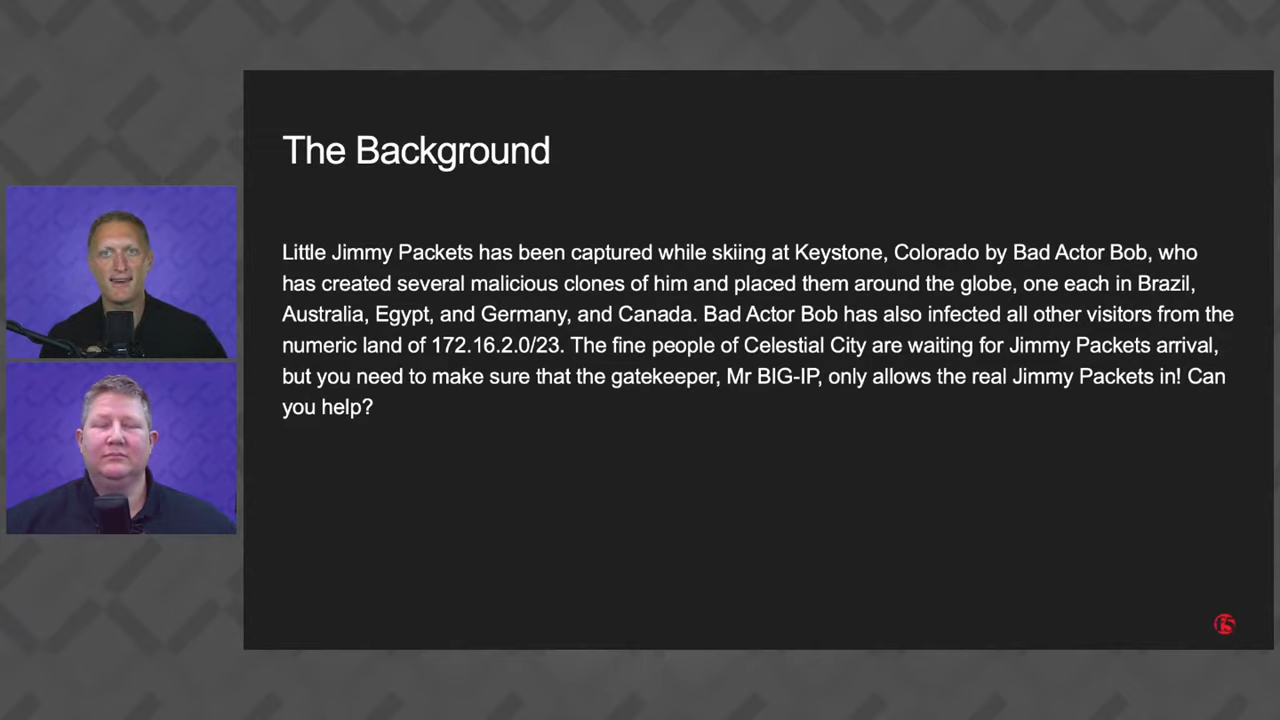 The Background
Little Jimmy Packets has been captured while skiing at Keystone, Colorado by Bad Actor Bob, who
has created several malicious clones of him and placed them around the globe, one each in Brazil,
Australia, Egypt, and Germany, and Canada. Bad Actor Bob has also infected all other visitors from the
numeric land of 172.16.2.0/23. The fine people of Celestial City are waiting for Jimmy Packets arrival,
but you need to make sure that the gatekeeper, Mr BIG-IP, only allows the real Jimmy Packets in! Can
you help?
f5